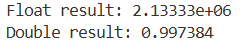 Float result: 2.13333e+06
Double result: 0.997384